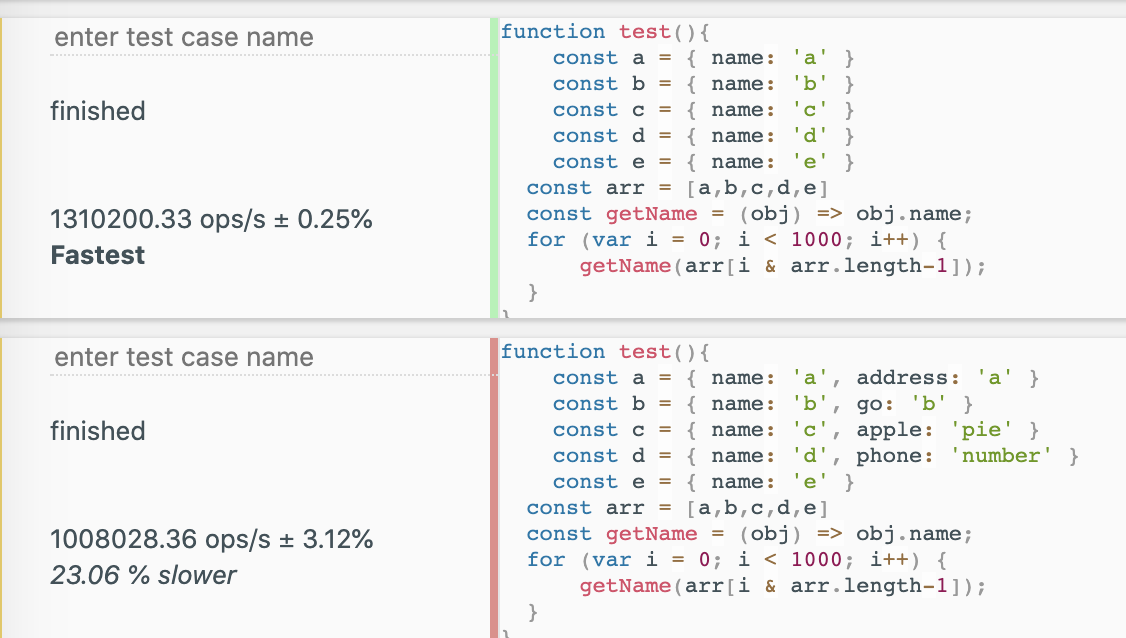 enter test case name
finished
1310200.33 ops/s ± 0.25%
Fastest
function test(){
    const a = { name: 'a' }
    const b = { name: 'b' }
    const c = { name: 'c' }
    const d = { name: 'd' }
    const e = { name: 'e' }
  const arr = [a,b,c,d,e]
  const getName = (obj) => obj.name;
  for (var i = 0; i < 1000; i++) {
      getName(arr[i & arr.length-1]);
  }
}
enter test case name
finished
1008028.36 ops/s ± 3.12%
23.06 % slower
function test(){
    const a = { name: 'a', address: 'a' }
    const b = { name: 'b', go: 'b' }
    const c = { name: 'c', apple: 'pie' }
    const d = { name: 'd', phone: 'number' }
    const e = { name: 'e' }
  const arr = [a,b,c,d,e]
  const getName = (obj) => obj.name;
  for (var i = 0; i < 1000; i++) {
      getName(arr[i & arr.length-1]);
  }
}